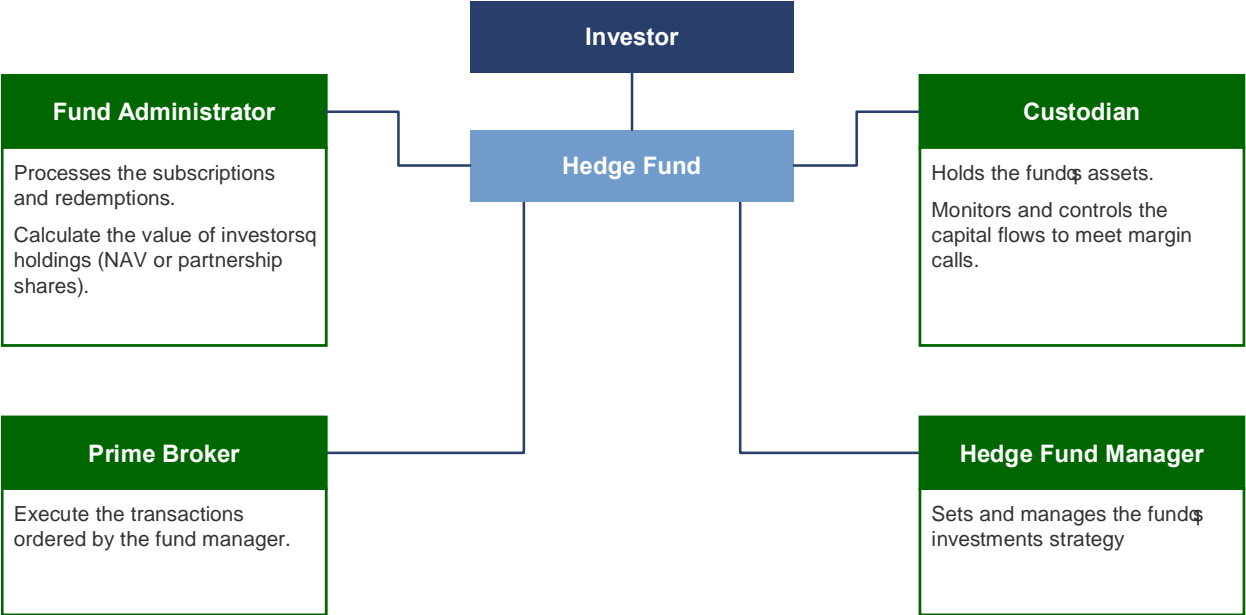 Investor
Fund Administrator
Custodian
Hedge Fund
Processes the subscriptions
and redemptions.
Calculate the value of investorsq
holdings (NAV or partnership
shares).
Holds the fundqs assets.
Monitors and controls the
capital flows to meet margin
calls.
Prime Broker
Hedge Fund Manager
Execute the transactions
ordered by the fund manager.
Sets and manages the fundqs
investments strategy